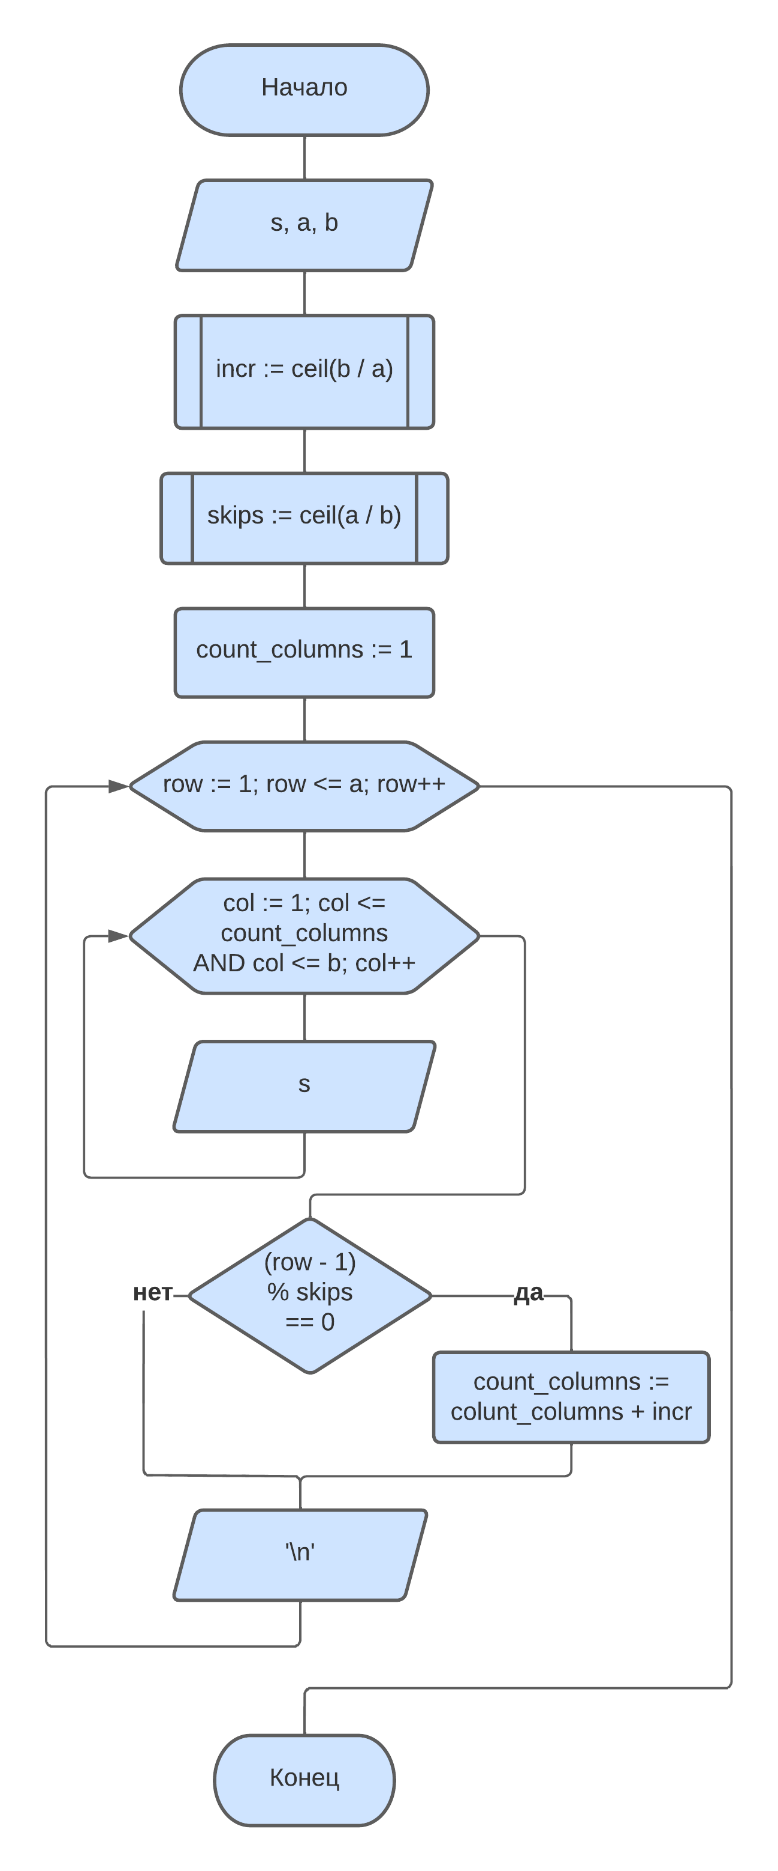 Начало
s, a, b
incr := ceil(b / a)
skips := ceil(a / b)
count_columns := 1
row := 1; row <= a; row++
col := 1; col <=
count_columns
AND col <= b; col++
s
(row - 1)
% skips
== 0
нет
да
count_columns :=
colunt_columns + incr
'\n'
Конец